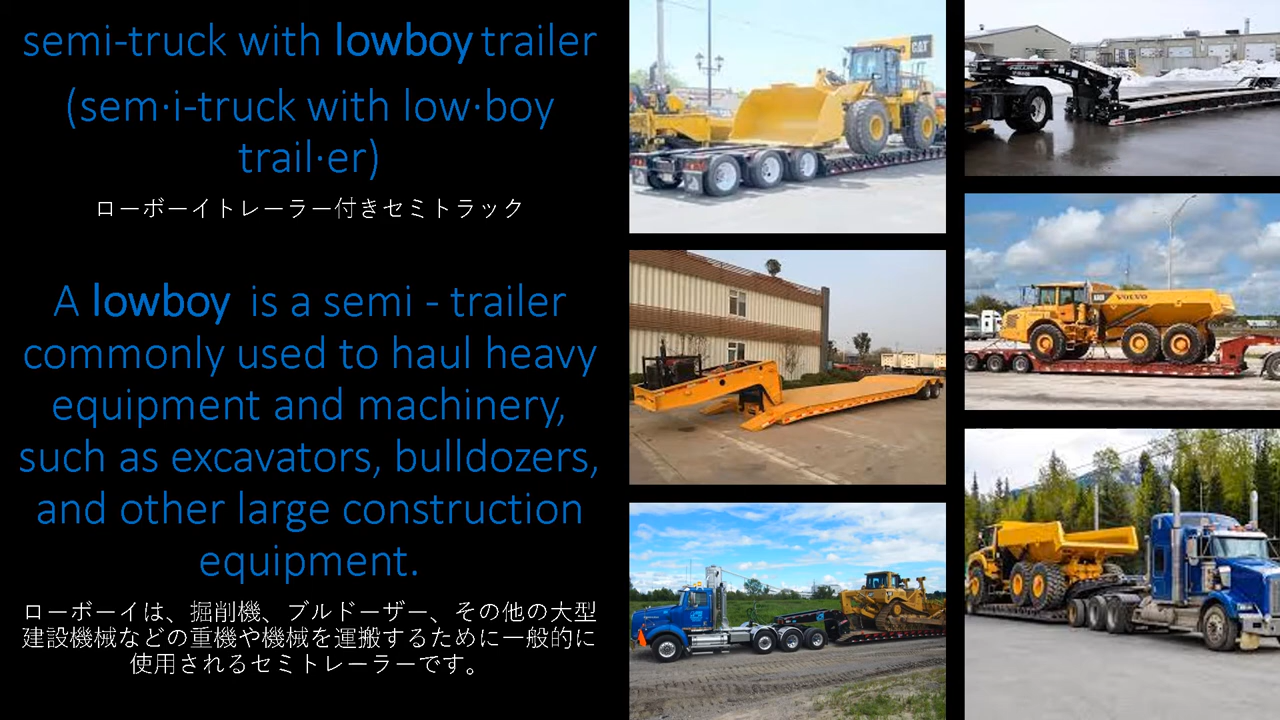 semi-truck with lowboy trailer
(sem·i-truck with low·boy
trail·er)
ローボーイトレーラー付きセミトラック
A lowboy is a semi - trailer
commonly used to haul heavy
equipment and machinery,
such as excavators, bulldozers,
and other large construction
equipment.
ローボーイは、掘削機、ブルドーザー、その他の大型
建設機械などの重機や機械を運搬するために一般的に
使用されるセミトレーラーです。
CAT
VOLVO